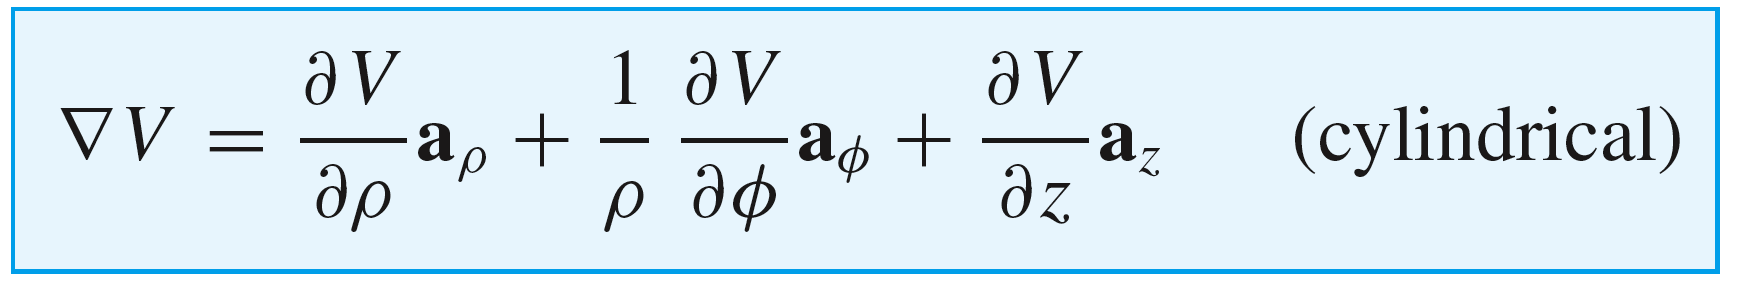 ∇V = ∂V/∂ρ a_ρ + 1/ρ ∂V/∂ϕ a_ϕ + ∂V/∂z a_z (cylindrical)